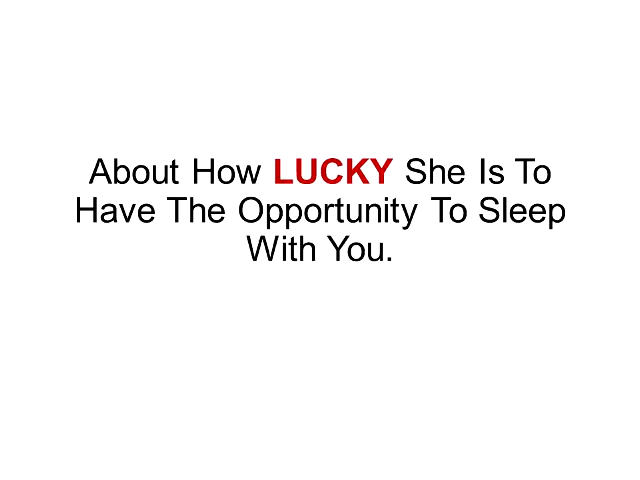 About How LUCKY She Is To
Have The Opportunity To Sleep
With You.